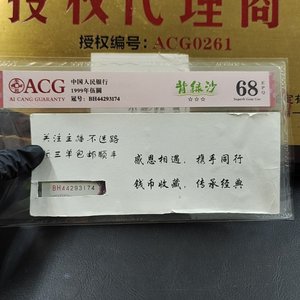 授权代理商
授权编号：ACG0261
ACG
AI CANG GUARANTY
中国人民银行
1999年伍圆
冠号：BH44293174
背绿沙
☆☆☆
68
EPQ
Superb Gem Unc
关注主播不迷路
三单包邮顺丰
感恩相遇，携手同行
钱币收藏，传承经典
BH44293174